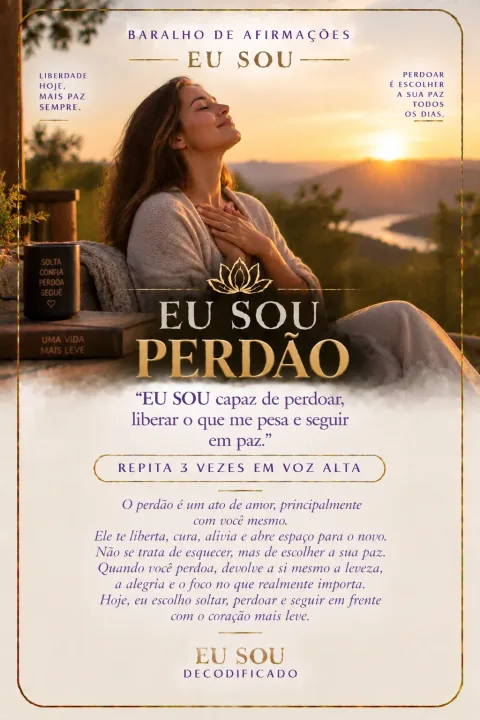 BARALHO DE AFIRMAÇÕES
EU SOU
LIBERDADE
HOJE,
MAIS PAZ
SEMPRE.
PERDOAR
É ESCOLHER
A SUA PAZ
TODOS
OS DIAS.
SOLTA
CONFIA
PERDOA
SEGUE
UMA VIDA
MAIS LEVE
EU SOU
PERDÃO
“EU SOU capaz de perdoar,
liberar o que me pesa e seguir
em paz.”
REPITA 3 VEZES EM VOZ ALTA
O perdão é um ato de amor, principalmente
com você mesmo.
Ele te liberta, cura, alivia e abre espaço para o novo.
Não se trata de esquecer, mas de escolher a sua paz.
Quando você perdoa, devolve a si mesmo a leveza,
a alegria e o foco no que realmente importa.
Hoje, eu escolho soltar, perdoar e seguir em frente
com o coração mais leve.
EU SOU
DECODIFICADO